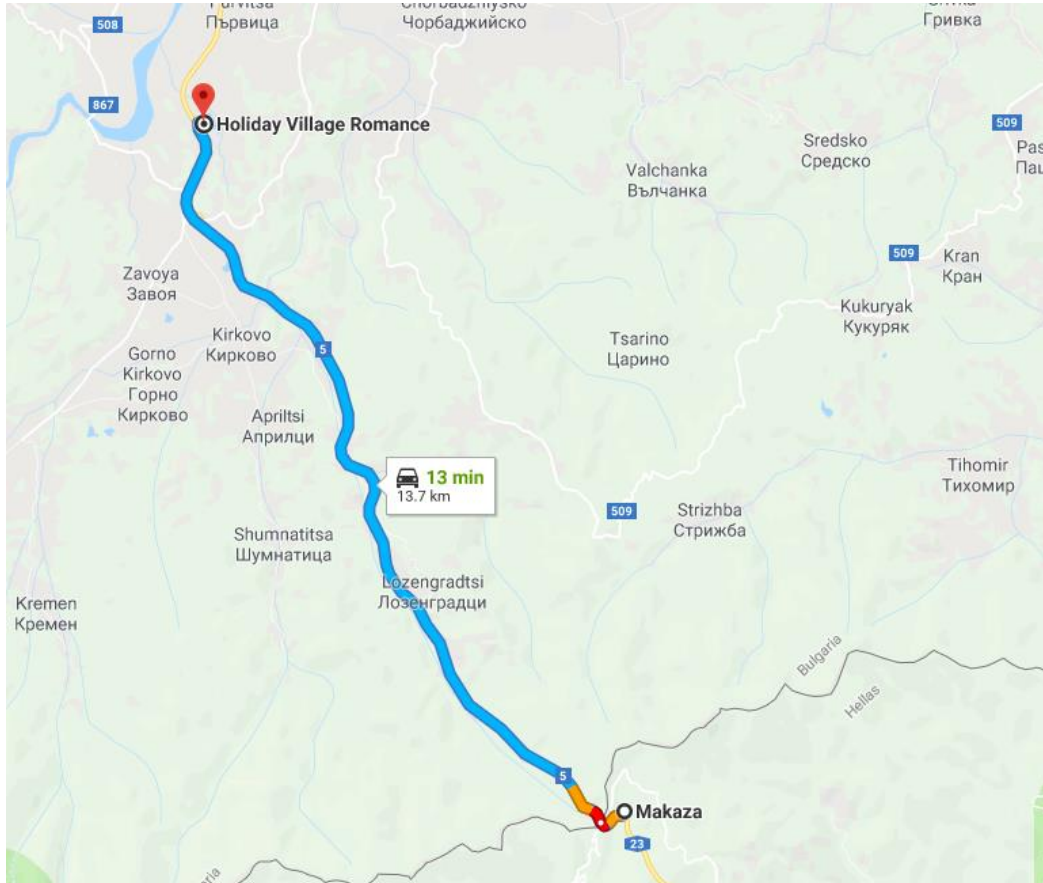 Първица
Чорбаджийско
Гривка
508
867
Holiday Village Romance
509
Sredsko
Средско
Valchanka
Вълчанка
Zavoya
Завоя
509
Kran
Кран
Kukuryak
Кукуряк
Kirkovo
Кирково
5
Tsarino
Царино
Gorno
Kirkovo
Горно
Кирково
Apriltsi
Априлци
13 min
13.7 km
Tihomir
Тихомир
509
Strizhba
Стрижба
Shumnatitsa
Шумнатица
Lozengradtsi
Лозенградци
Kremen
Кремен
Bulgaria
Hellas
5
Makaza
23